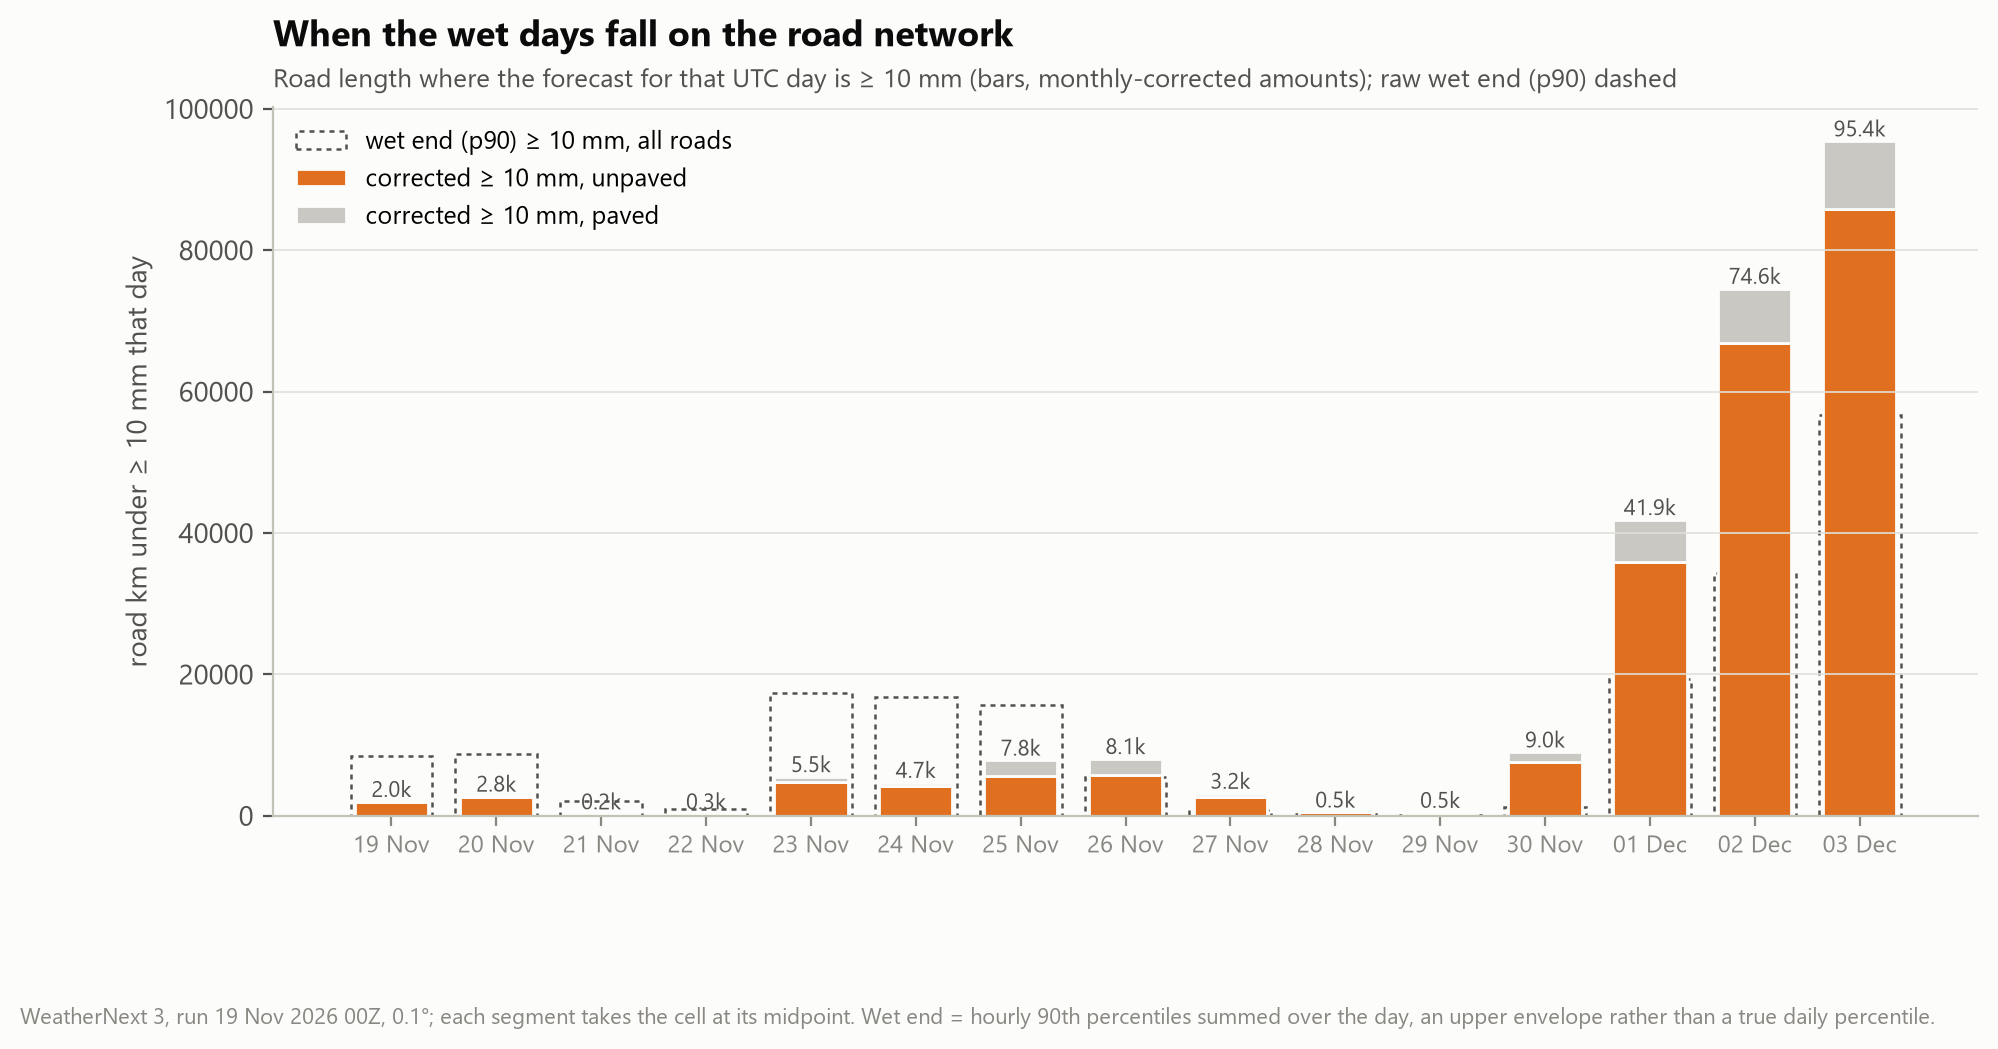 When the wet days fall on the road network
Road length where the forecast for that UTC day is ≥ 10 mm (bars, monthly-corrected amounts); raw wet end (p90) dashed
wet end (p90) ≥ 10 mm, all roads
corrected ≥ 10 mm, unpaved
corrected ≥ 10 mm, paved
road km under ≥ 10 mm that day
100000
80000
60000
40000
20000
0
2.0k
2.8k
0.2k
0.3k
5.5k
4.7k
7.8k
8.1k
3.2k
0.5k
0.5k
9.0k
41.9k
74.6k
95.4k
19 Nov
20 Nov
21 Nov
22 Nov
23 Nov
24 Nov
25 Nov
26 Nov
27 Nov
28 Nov
29 Nov
30 Nov
01 Dec
02 Dec
03 Dec
WeatherNext 3, run 19 Nov 2026 00Z, 0.1°; each segment takes the cell at its midpoint. Wet end = hourly 90th percentiles summed over the day, an upper envelope rather than a true daily percentile.